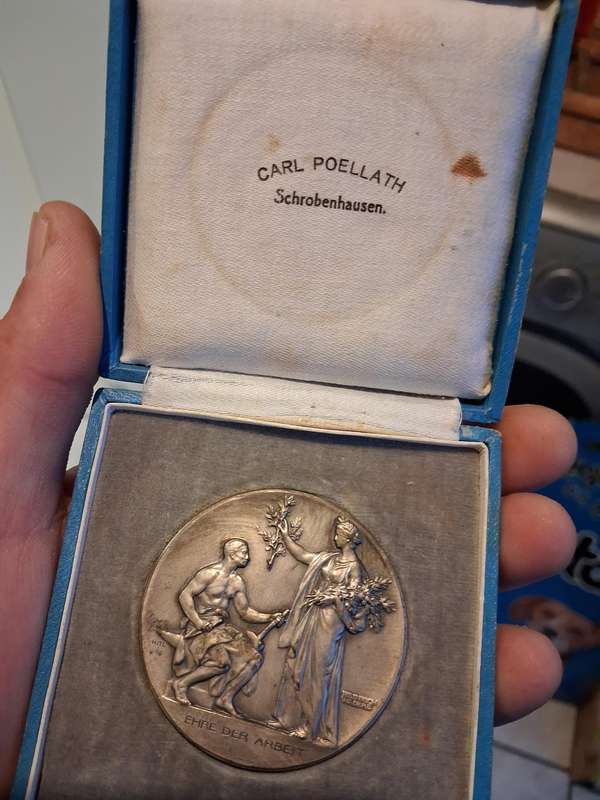 CARL POELLATH
Schrobenhausen.
EHRE DER ARBEIT